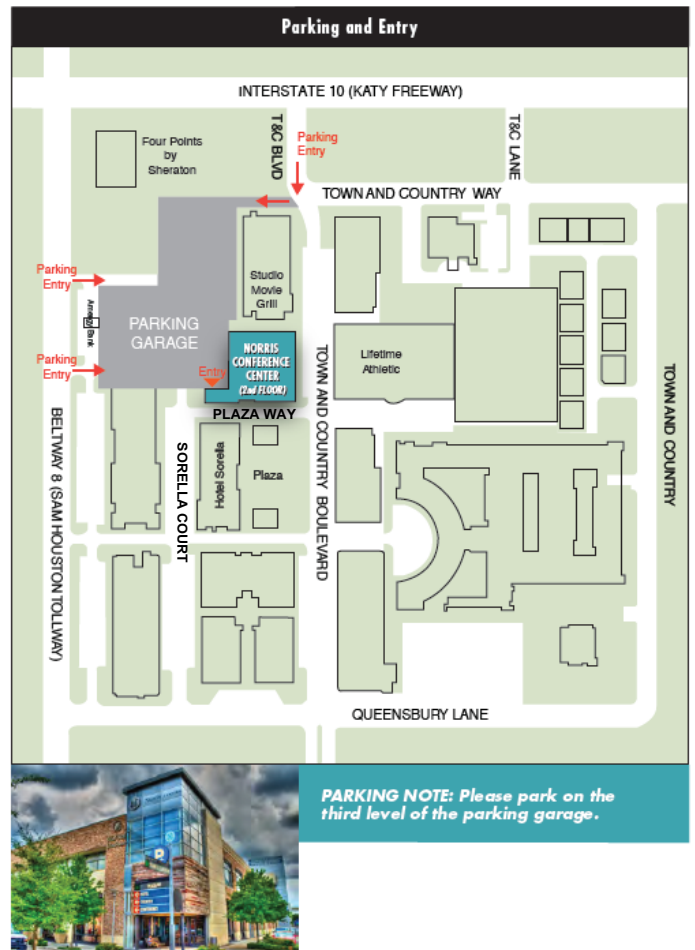 Parking and Entry
INTERSTATE 10 (KATY FREEWAY)
T&C BLVD
T&C LANE
Parking
Entry
Four Points
by
Sheraton
TOWN AND COUNTRY WAY
Parking
Entry
Studio
Movie
Grill
Amegy Bank
PARKING
GARAGE
NORRIS
CONFERENCE
CENTER
(2nd FLOOR)
Entry
Lifetime
Athletic
Parking
Entry
PLAZA WAY
TOWN AND COUNTRY BOULEVARD
TOWN AND COUNTRY
BELTWAY 8 (SAM HOUSTON TOLLWAY)
SORELLA COURT
Hotel Sorella
Plaza
QUEENSBURY LANE
PARKING NOTE: Please park on the
third level of the parking garage.
P